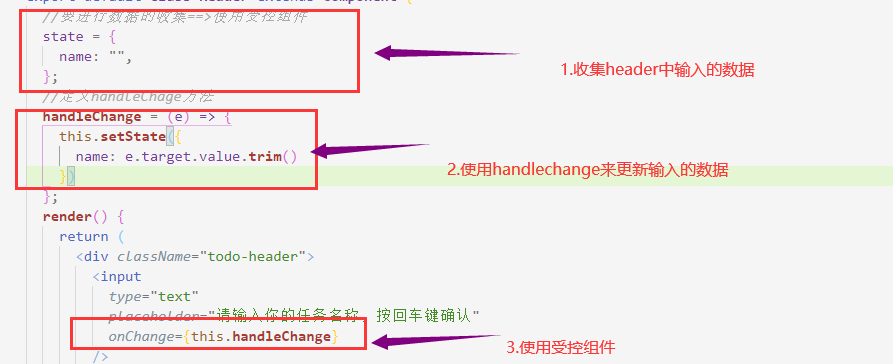 export default class Header extends Component {
//要进行数据的收集==>使用受控组件
state = {
name: "",
};
1.收集header中输入的数据
//定义handleChage方法
handleChange = (e) => {
this.setState({
name: e.target.value.trim()
})
2.使用handlechange来更新输入的数据
};
render() {
return (
<div className="todo-header">
<input
type="text"
placeholder="请输入你的任务名称，按回车键确认"
onChange={this.handleChange}
3.使用受控组件
/>